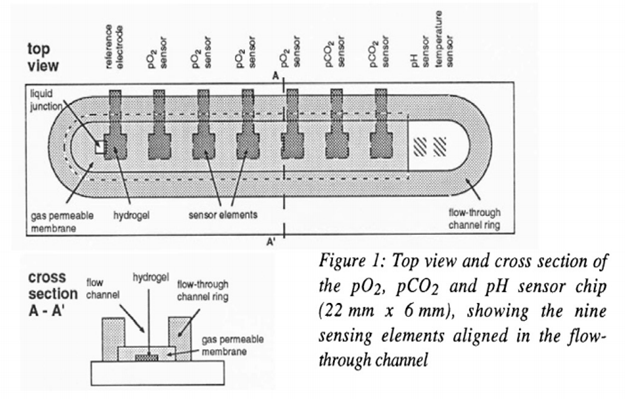 top
view
reference
electrode
pO2
sensor
pO2
sensor
pO2
sensor
pO2
sensor
pO2
sensor
pCO2
sensor
pCO2
sensor
pH
sensor
temperature
sensor
A
liquid
junction
gas permeable
membrane
hydrogel
sensor elements
flow-through
channel ring
A'
cross
section
A - A'
flow
channel
hydrogel
flow-through
channel ring
gas permeable
membrane
Figure 1: Top view and cross section of
the pO2, pCO2 and pH sensor chip
(22 mm x 6 mm), showing the nine
sensing elements aligned in the flow-
through channel